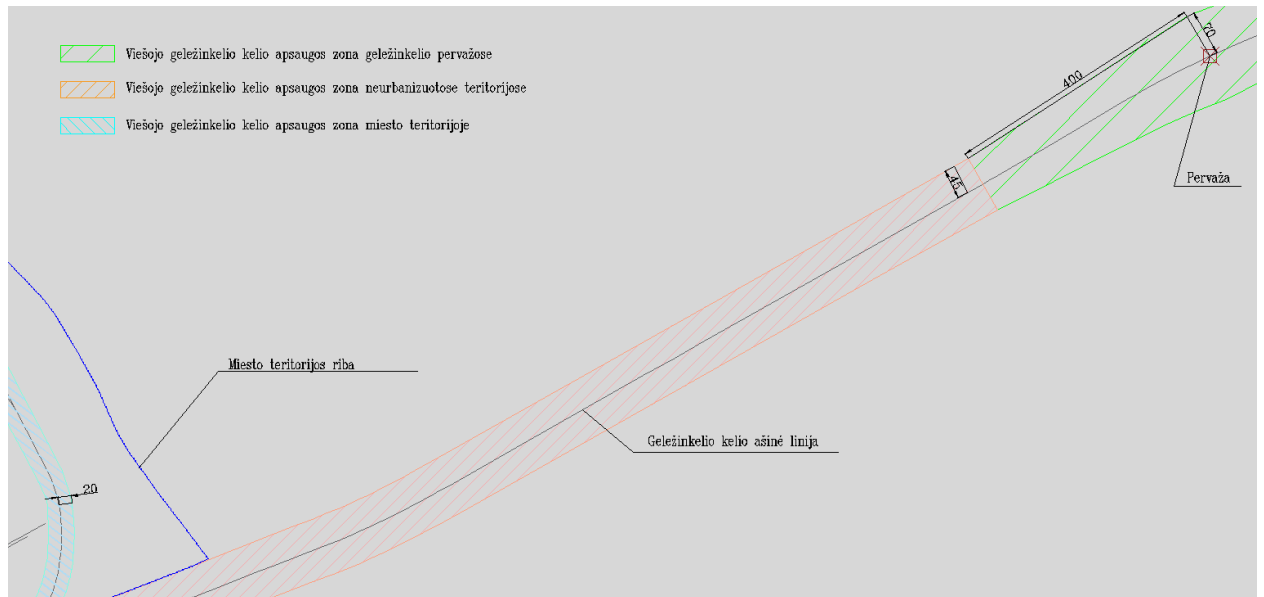 Viešojo geležinkelio kelio apsaugos zona geležinkelio pervažose
Viešojo geležinkelio kelio apsaugos zona neurbanizuotose teritorijose
Viešojo geležinkelio kelio apsaugos zona miesto teritorijoje
70
400
45
Pervaža
Miesto teritorijos riba
Geležinkelio kelio ašinė linija
20